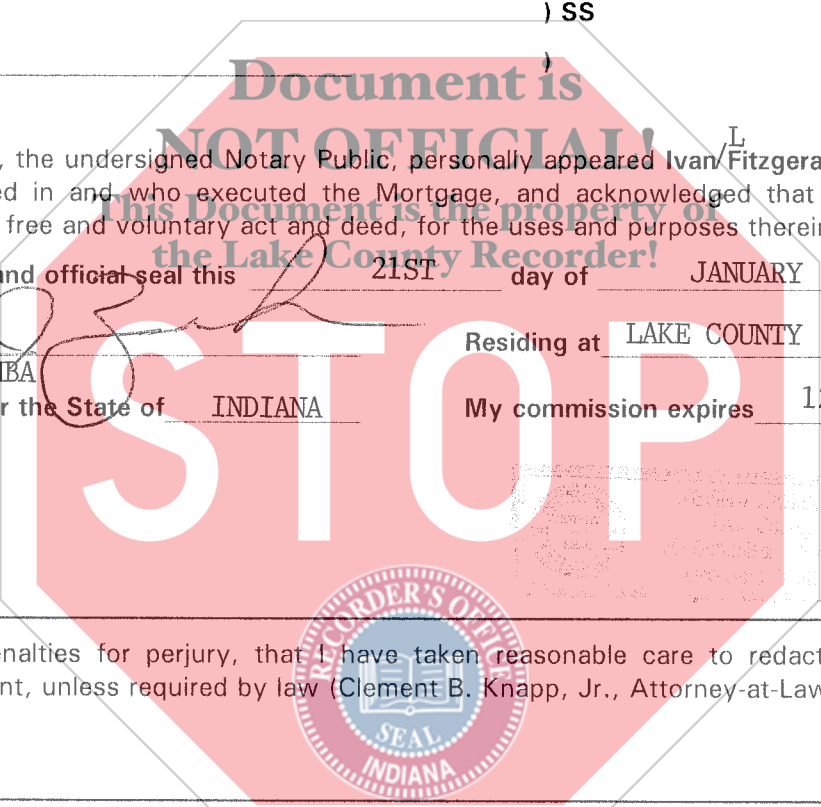 ) SS
)
Document is
NOT OFFICIAL!
, the undersigned Notary Public, personally appeared Ivan/Fitzgera
L
ed in and who executed the Mortgage, and acknowledged that
This Document is the property of
free and voluntary act and deed, for the uses and purposes therein
the Lake County Recorder!
and official seal this 21ST day of JANUARY
Residing at LAKE COUNTY
IBA
r the State of INDIANA My commission expires 12
STOP
RECORDER'S OFFICE
enalties for perjury, that I have taken reasonable care to redact
nt, unless required by law (Clement B. Knapp, Jr., Attorney-at-Law
SEAL
INDIANA